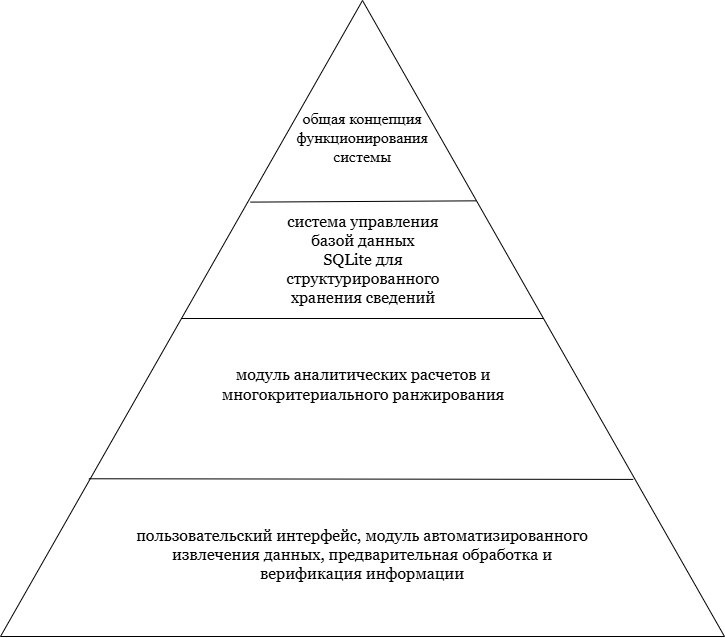 общая концепция
функционирования
системы
система управления
базой данных
SQLite для
структурированного
хранения сведений
модуль аналитических расчетов и
многокритериального ранжирования
пользовательский интерфейс, модуль автоматизированного
извлечения данных, предварительная обработка и
верификация информации